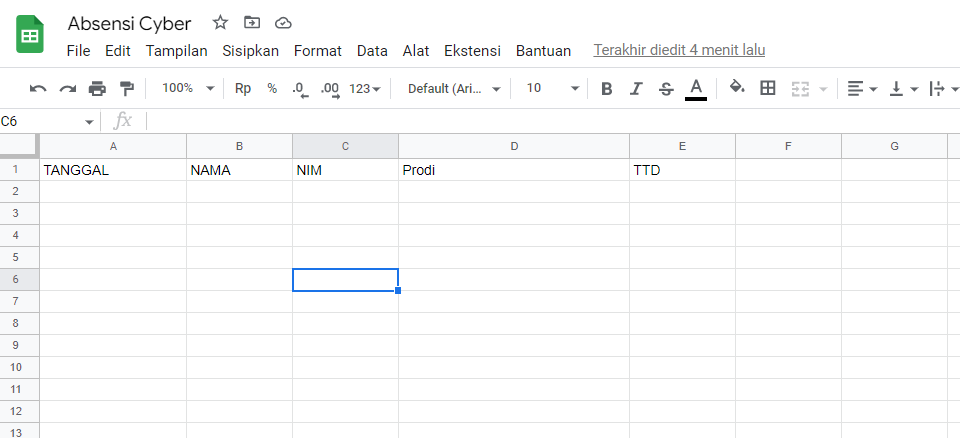 Absensi Cyber
File Edit Tampilan Sisipkan Format Data Alat Ekstensi Bantuan Terakhir diedit 4 menit lalu
100% Rp % .0 .00 123 Default (Ari... 10 B I S A
C6 fx
A B C D E F G
1 TANGGAL NAMA NIM Prodi TTD
2
3
4
5
6
7
8
9
10
11
12
13